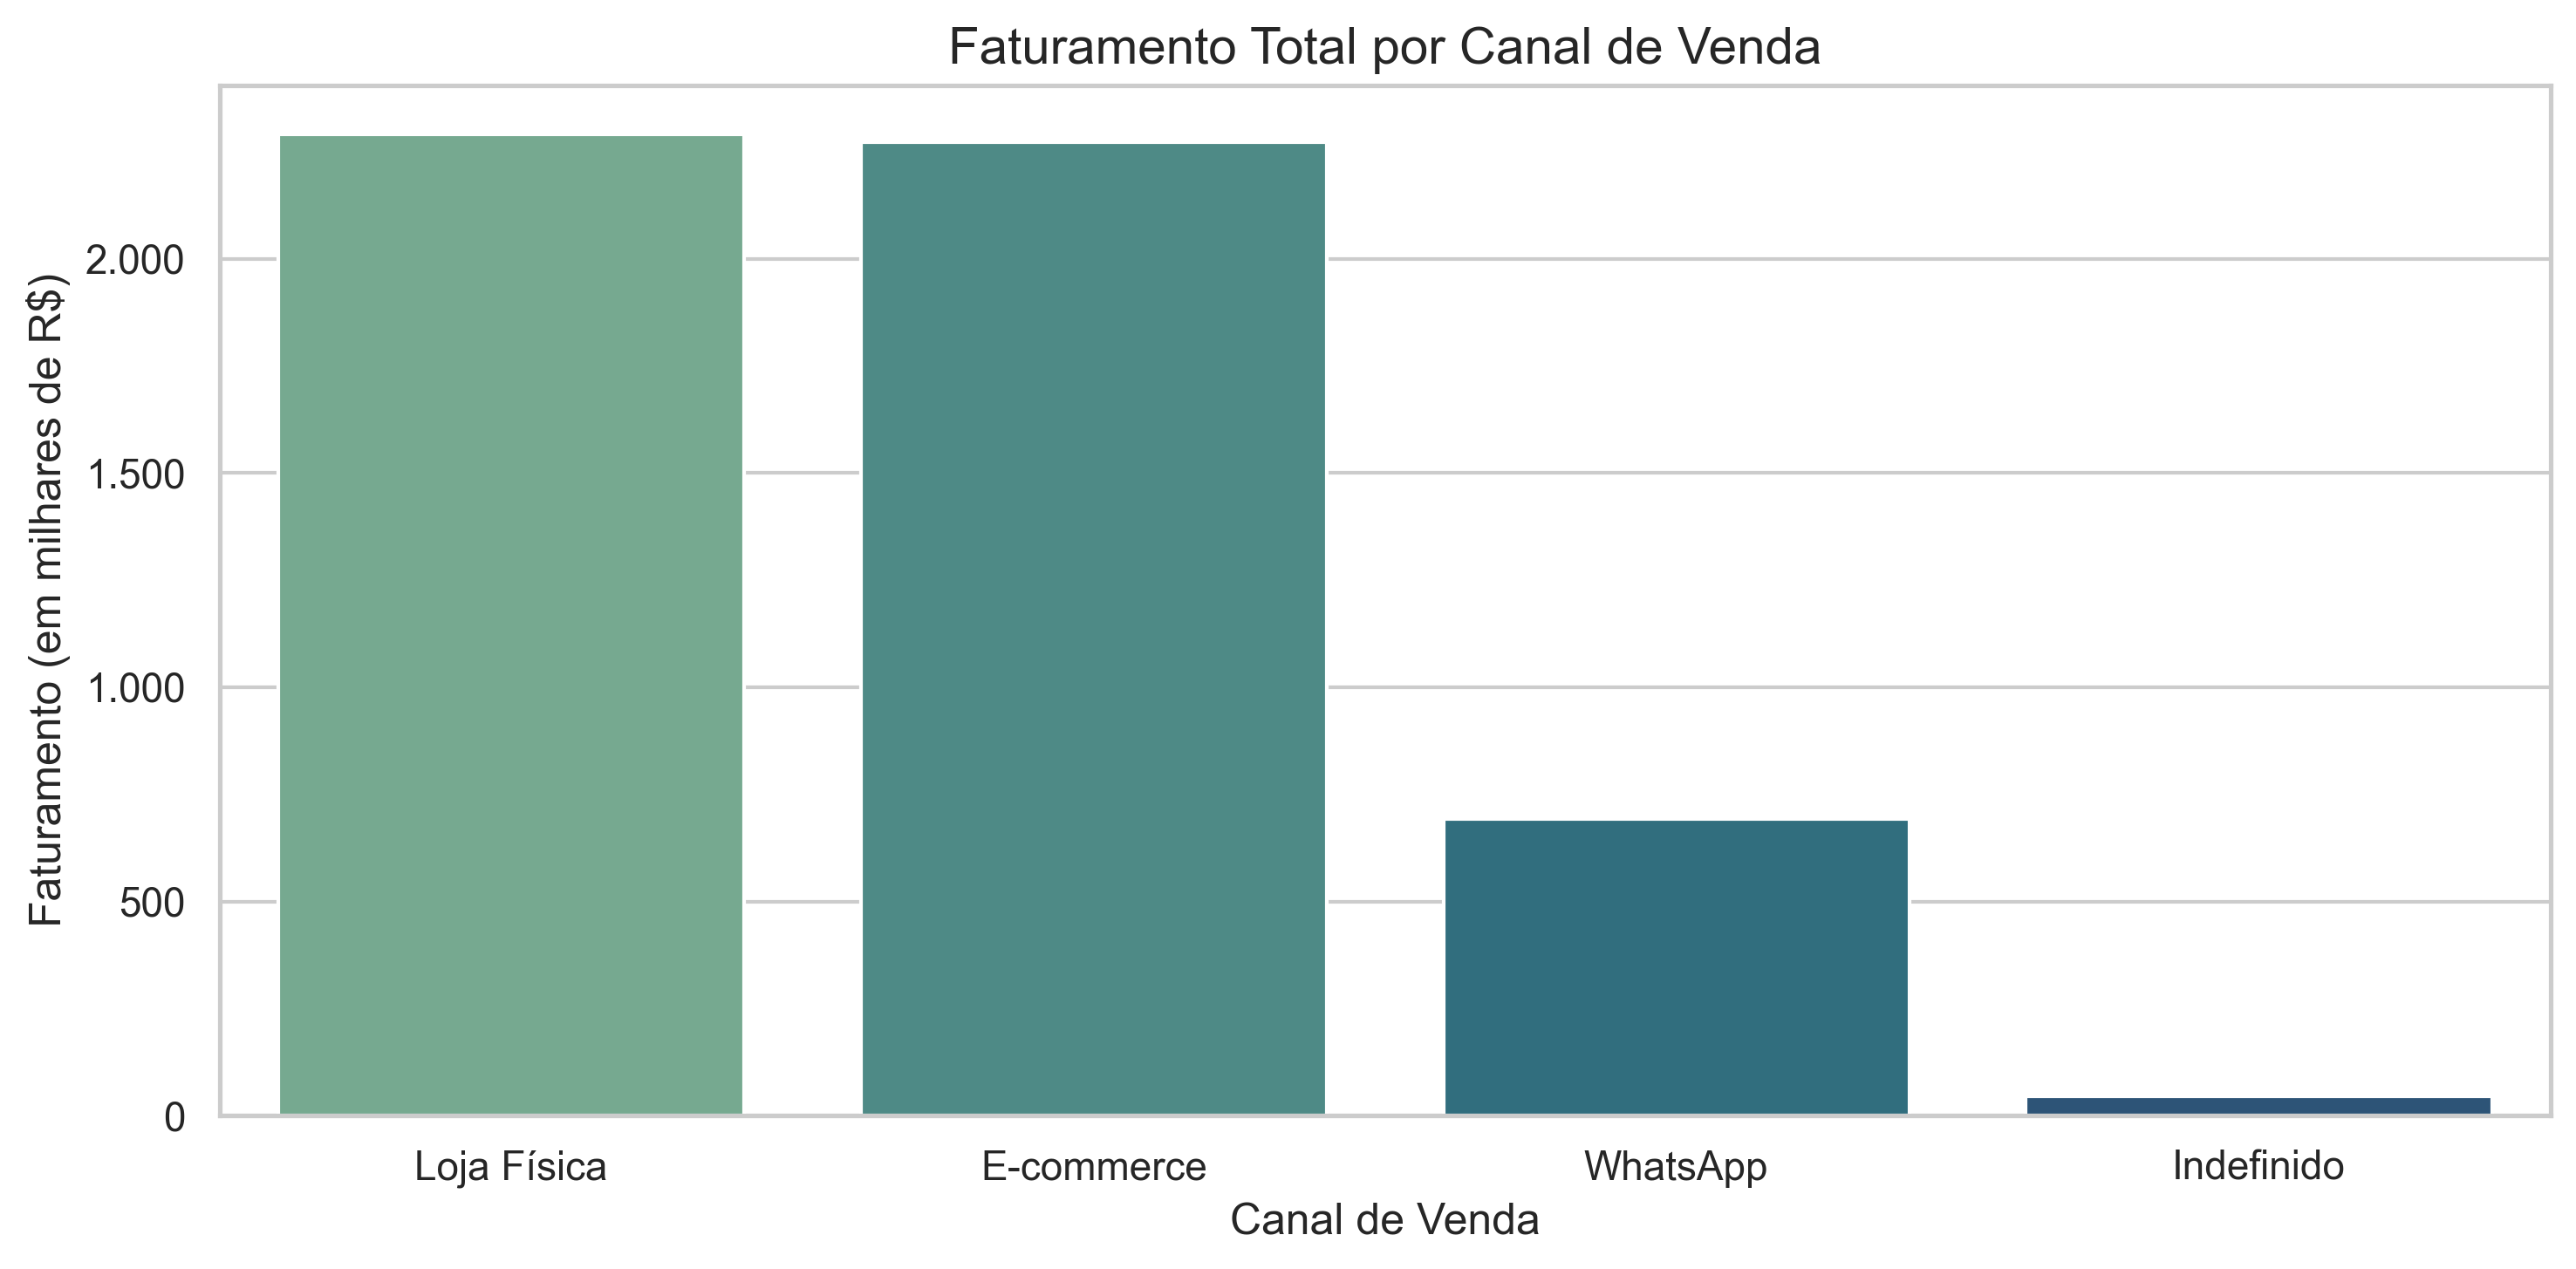 Faturamento Total por Canal de Venda
Faturamento (em milhares de R$)
2.000
1.500
1.000
500
0
Loja Física
E-commerce
WhatsApp
Indefinido
Canal de Venda